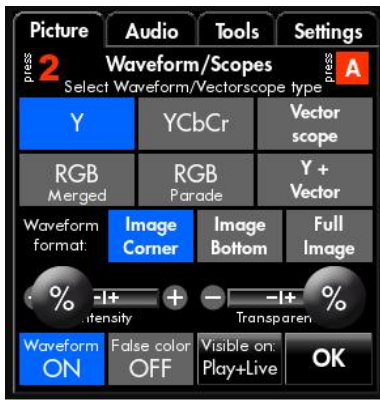 Picture Audio Tools Settings
press 2 Waveform/Scopes press A
Select Waveform/Vectorscope type
Y YCbCr Vector
scope
RGB
Merged
RGB
Parade
Y +
Vector
Waveform
format:
Image
Corner
Image
Bottom
Full
Image
% + - %
Waveform
ON
False color
OFF
Visible on:
Play+Live
OK